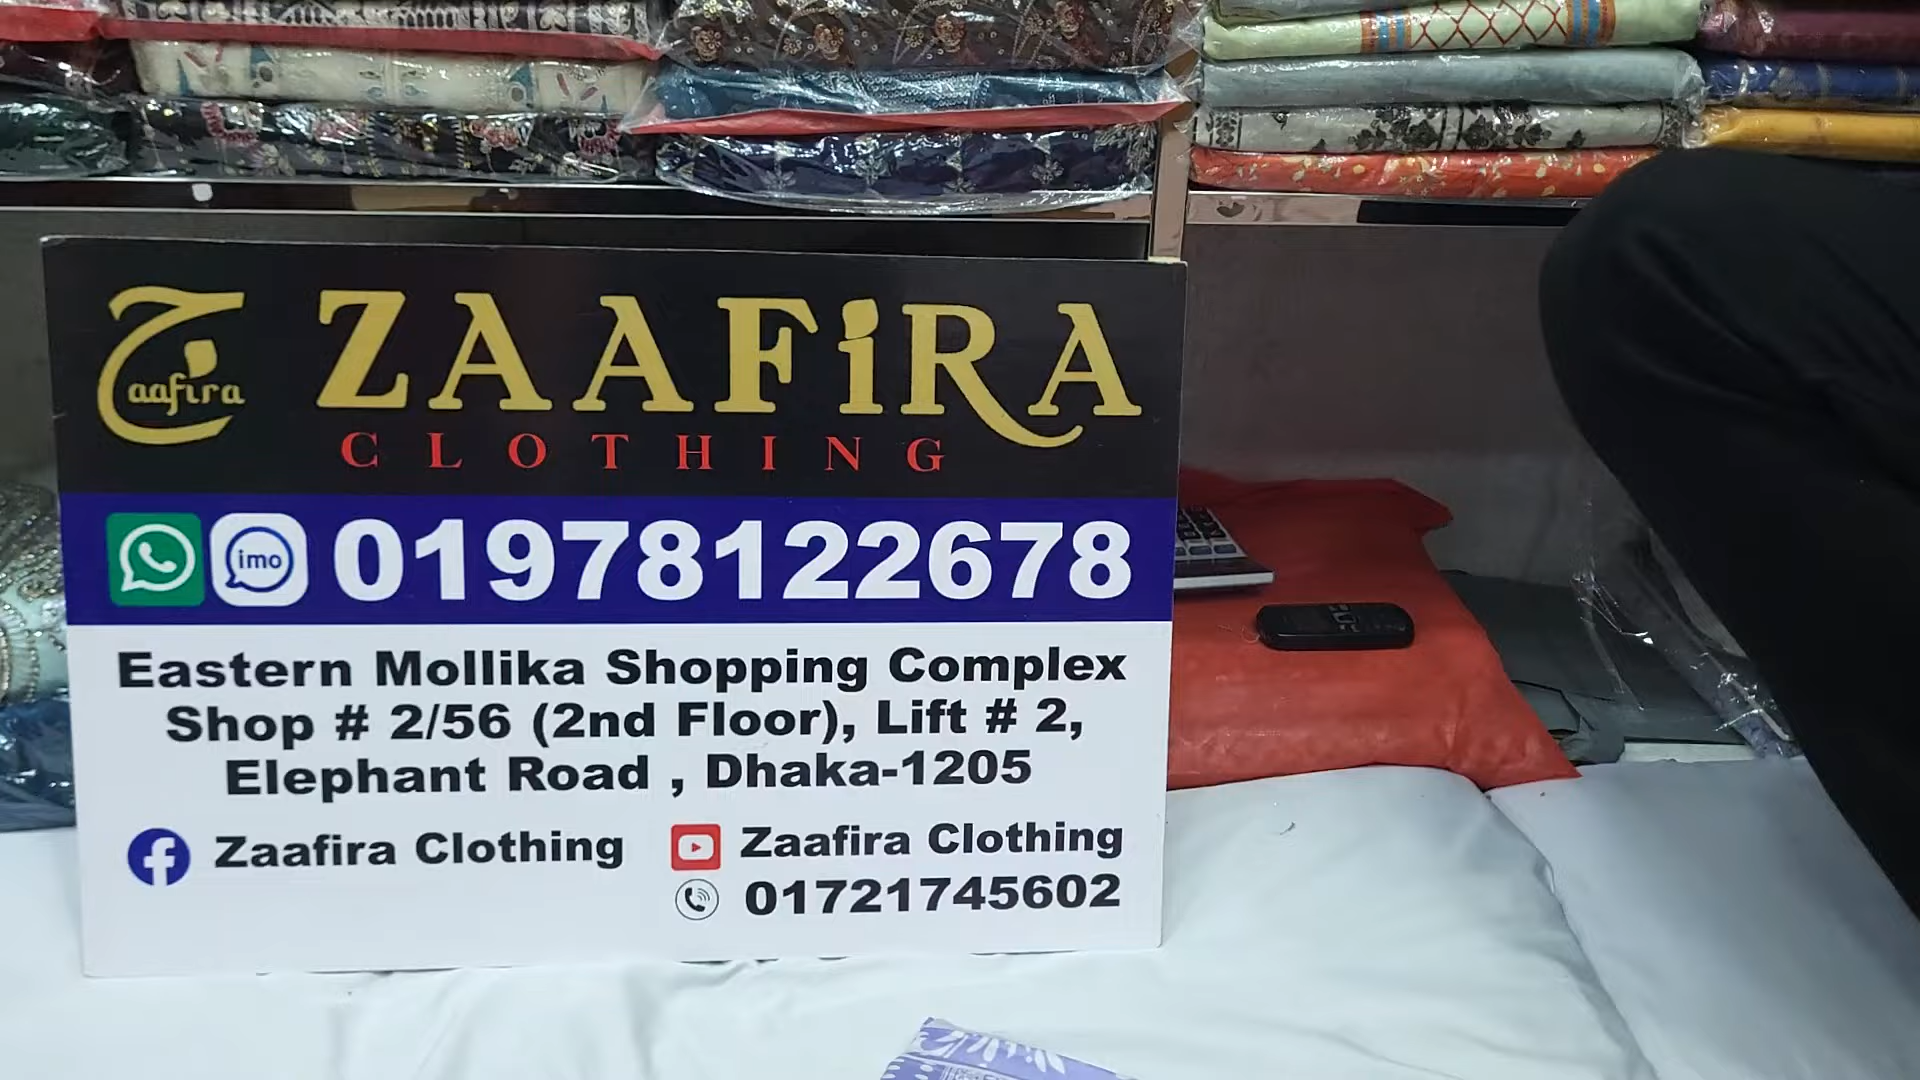 Zaafira
ZAAFiRA
CLOTHING
imo 01978122678
Eastern Mollika Shopping Complex
Shop # 2/56 (2nd Floor), Lift # 2,
Elephant Road , Dhaka-1205
Zaafira Clothing
Zaafira Clothing
01721745602